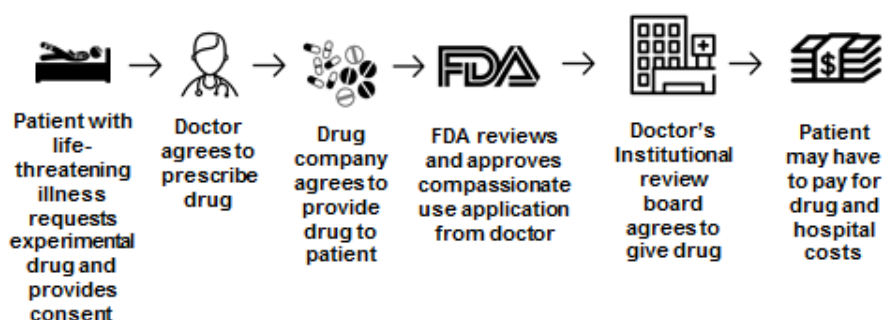 Patient with
life-
threatening
illness
requests
experimental
drug and
provides
consent
Doctor
agrees to
prescribe
drug
Drug
company
agrees to
provide
drug to
patient
FDA
FDA reviews
and approves
compassionate
use application
from doctor
Doctor's
Institutional
review
board
agrees to
give drug
$
Patient
may have
to pay for
drug and
hospital
costs